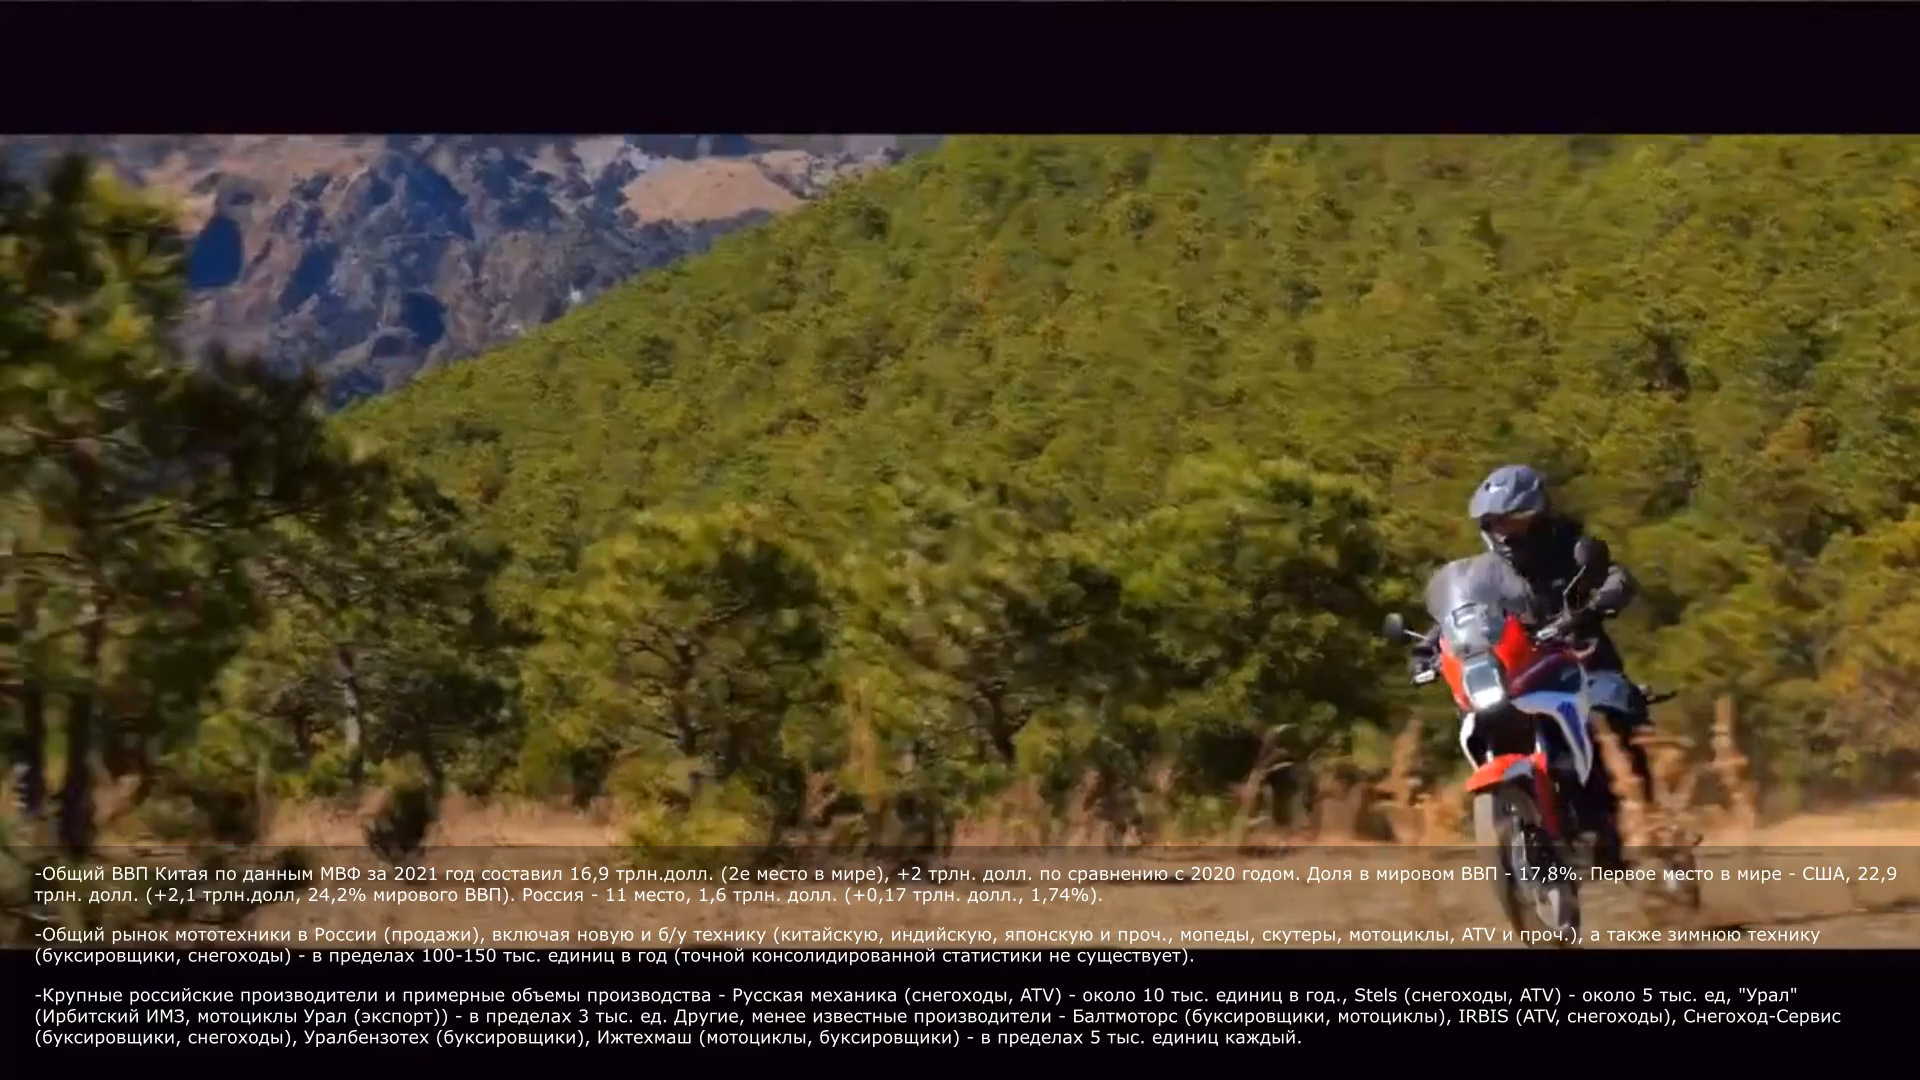 -Общий ВВП Китая по данным МВФ за 2021 год составил 16,9 трлн.долл. (2е место в мире), +2 трлн. долл. по сравнению с 2020 годом. Доля в мировом ВВП - 17,8%. Первое место в мире - США, 22,9
трлн. долл. (+2,1 трлн.долл, 24,2% мирового ВВП). Россия - 11 место, 1,6 трлн. долл. (+0,17 трлн. долл., 1,74%).
-Общий рынок мототехники в России (продажи), включая новую и б/у технику (китайскую, индийскую, японскую и проч., мопеды, скутеры, мотоциклы, ATV и проч.), а также зимнюю технику
(буксировщики, снегоходы) - в пределах 100-150 тыс. единиц в год (точной консолидированной статистики не существует).
-Крупные российские производители и примерные объемы производства - Русская механика (снегоходы, ATV) - около 10 тыс. единиц в год., Stels (снегоходы, ATV) - около 5 тыс. ед, "Урал"
(Ирбитский ИМЗ, мотоциклы Урал (экспорт)) - в пределах 3 тыс. ед. Другие, менее известные производители - Балтмоторс (буксировщики, мотоциклы), IRBIS (ATV, снегоходы), Снегоход-Сервис
(буксировщики, снегоходы), Уралбензотех (буксировщики), Ижтехмаш (мотоциклы, буксировщики) - в пределах 5 тыс. единиц каждый.